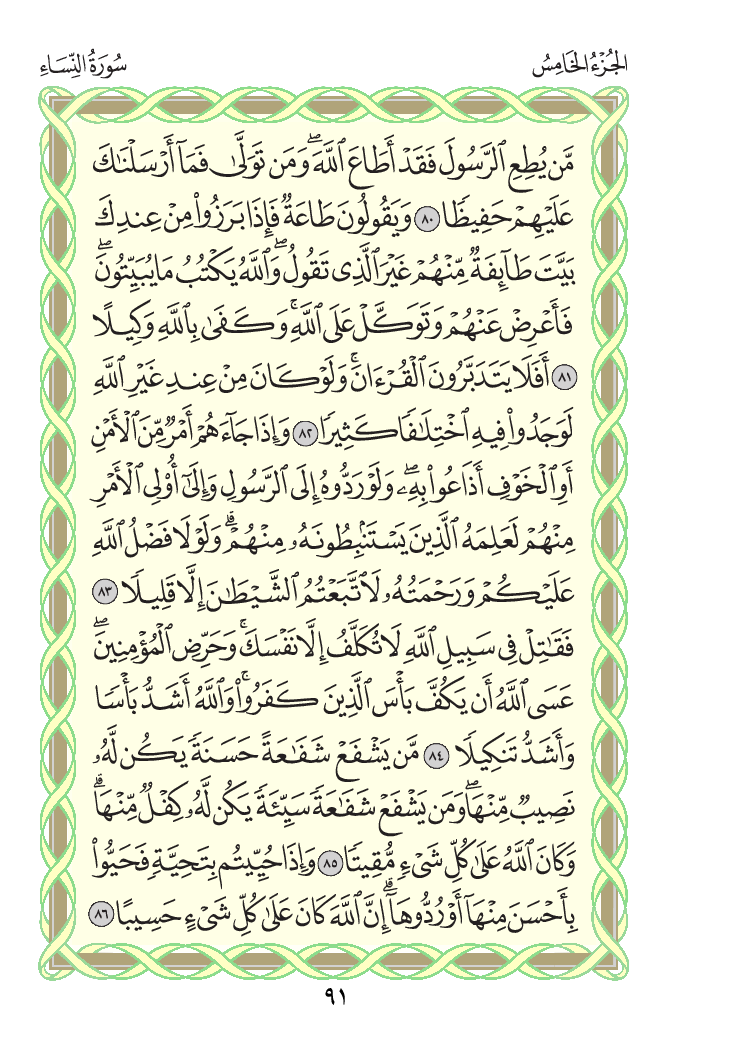 الجُزْءُ الخَامِسُ
سُورَةُ النِّسَاءِ
مَّن يُطِعِ ٱلرَّسُولَ فَقَدْ أَطَاعَ ٱللَّهَۖ وَمَن تَوَلَّىٰ فَمَآ أَرْسَلْنَٰكَ
عَلَيْهِمْ حَفِيظًا ٨٠ وَيَقُولُونَ طَاعَةٌ فَإِذَا بَرَزُوا۟ مِنْ عِندِكَ
بَيَّتَ طَآئِفَةٌ مِّنْهُمْ غَيْرَ ٱلَّذِى تَقُولُۖ وَٱللَّهُ يَكْتُبُ مَا يُبَيِّتُونَۖ
فَأَعْرِضْ عَنْهُمْ وَتَوَكَّلْ عَلَى ٱللَّهِۚ وَكَفَىٰ بِٱللَّهِ وَكِيلًا
٨١ أَفَلَا يَتَدَبَّرُونَ ٱلْقُرْءَانَۚ وَلَوْ كَانَ مِنْ عِندِ غَيْرِ ٱللَّهِ
لَوَجَدُوا۟ فِيهِ ٱخْتِلَٰفًا كَثِيرًا ٨٢ وَإِذَا جَآءَهُمْ أَمْرٌ مِّنَ ٱلْأَمْنِ
أَوِ ٱلْخَوْفِ أَذَاعُوا۟ بِهِۦۖ وَلَوْ رَدُّوهُ إِلَى ٱلرَّسُولِ وَإِلَىٰٓ أُو۟لِى ٱلْأَمْرِ
مِنْهُمْ لَعَلِمَهُ ٱلَّذِينَ يَسْتَنۢبِطُونَهُۥ مِنْهُمْۗ وَلَوْلَا فَضْلُ ٱللَّهِ
عَلَيْكُمْ وَرَحْمَتُهُۥ لَٱتَّبَعْتُمُ ٱلشَّيْطَٰنَ إِلَّا قَلِيلًا ٨٣
فَقَٰتِلْ فِى سَبِيلِ ٱللَّهِ لَا تُكَلَّفُ إِلَّا نَفْسَكَۚ وَحَرِّضِ ٱلْمُؤْمِنِينَۖ
عَسَى ٱللَّهُ أَن يَكُفَّ بَأْسَ ٱلَّذِينَ كَفَرُوا۟ۚ وَٱللَّهُ أَشَدُّ بَأْسًا
وَأَشَدُّ تَنكِيلًا ٨٤ مَّن يَشْفَعْ شَفَٰعَةً حَسَنَةً يَكُن لَّهُۥ
نَصِيبٌ مِّنْهَاۖ وَمَن يَشْفَعْ شَفَٰعَةً سَيِّئَةً يَكُن لَّهُۥ كِفْلٌ مِّنْهَاۗ
وَكَانَ ٱللَّهُ عَلَىٰ كُلِّ شَىْءٍ مُّقِيتًا ٨٥ وَإِذَا حُيِّيتُم بِتَحِيَّةٍ فَحَيُّوا۟
بِأَحْسَنَ مِنْهَآ أَوْ رُدُّوهَآۗ إِنَّ ٱللَّهَ كَانَ عَلَىٰ كُلِّ شَىْءٍ حَسِيبًا ٨٦
٩١